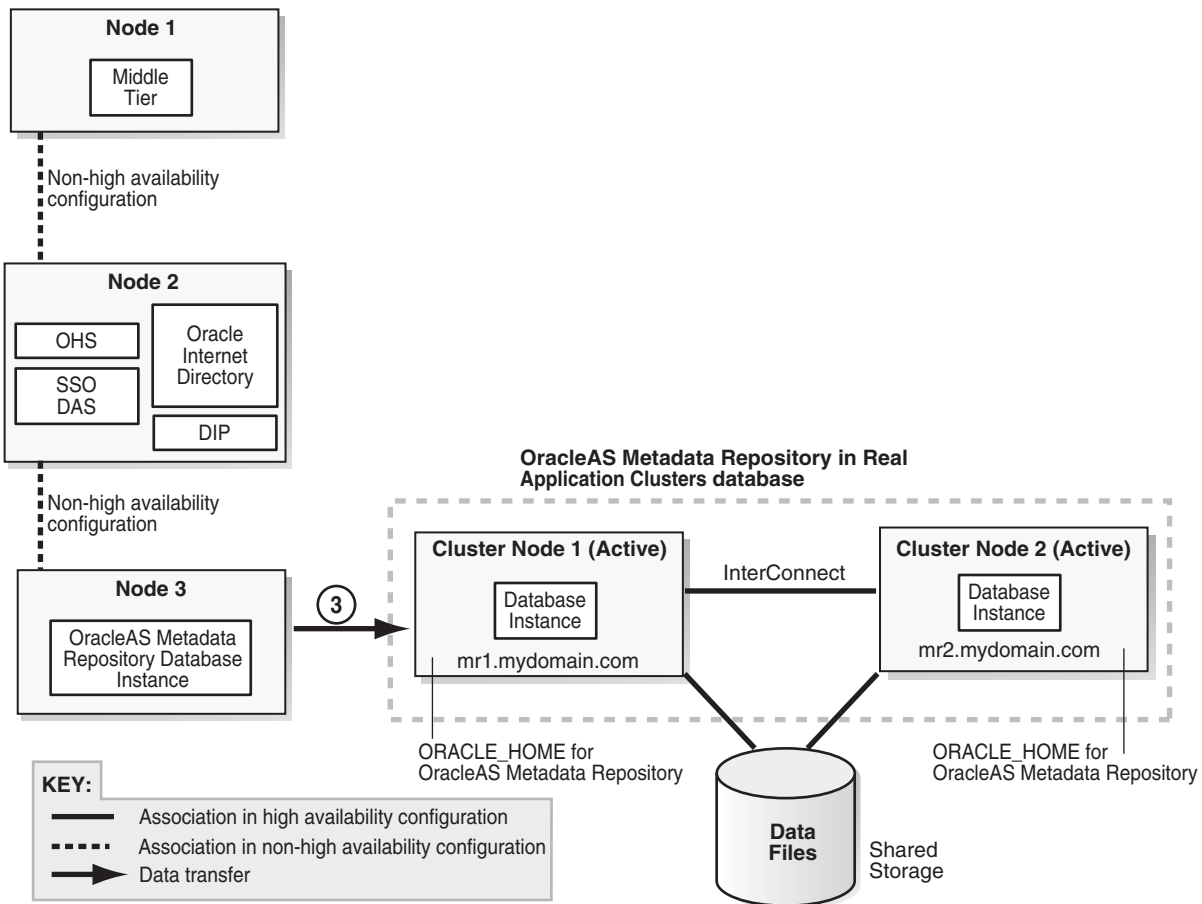 Node 1
Middle
Tier
Non-high availability
configuration
Node 2
OHS
SSO
DAS
Oracle
Internet
Directory
DIP
Non-high availability
configuration
Node 3
OracleAS Metadata
Repository Database
Instance
3
OracleAS Metadata Repository in Real
Application Clusters database
Cluster Node 1 (Active)
Database
Instance
mr1.mydomain.com
InterConnect
Cluster Node 2 (Active)
Database
Instance
mr2.mydomain.com
ORACLE_HOME for
OracleAS Metadata Repository
ORACLE_HOME for
OracleAS Metadata Repository
Data
Files
Shared
Storage
KEY:
Association in high availability configuration
Association in non-high availability configuration
Data transfer